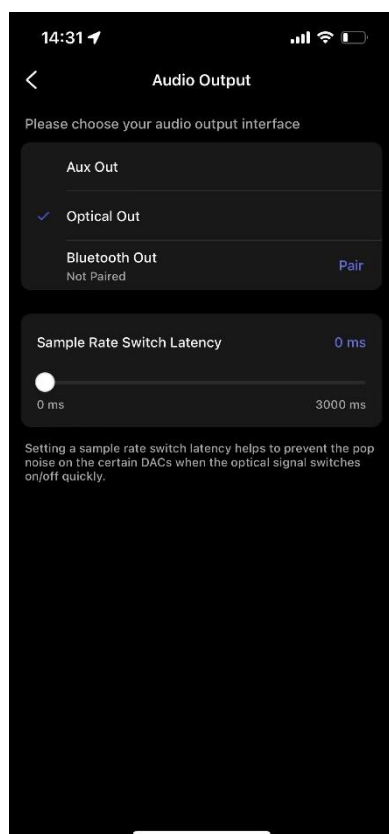 14:31
Audio Output
Please choose your audio output interface
Aux Out
Optical Out
Bluetooth Out
Not Paired
Pair
Sample Rate Switch Latency
0 ms
0 ms
3000 ms
Setting a sample rate switch latency helps to prevent the pop
noise on the certain DACs when the optical signal switches
on/off quickly.